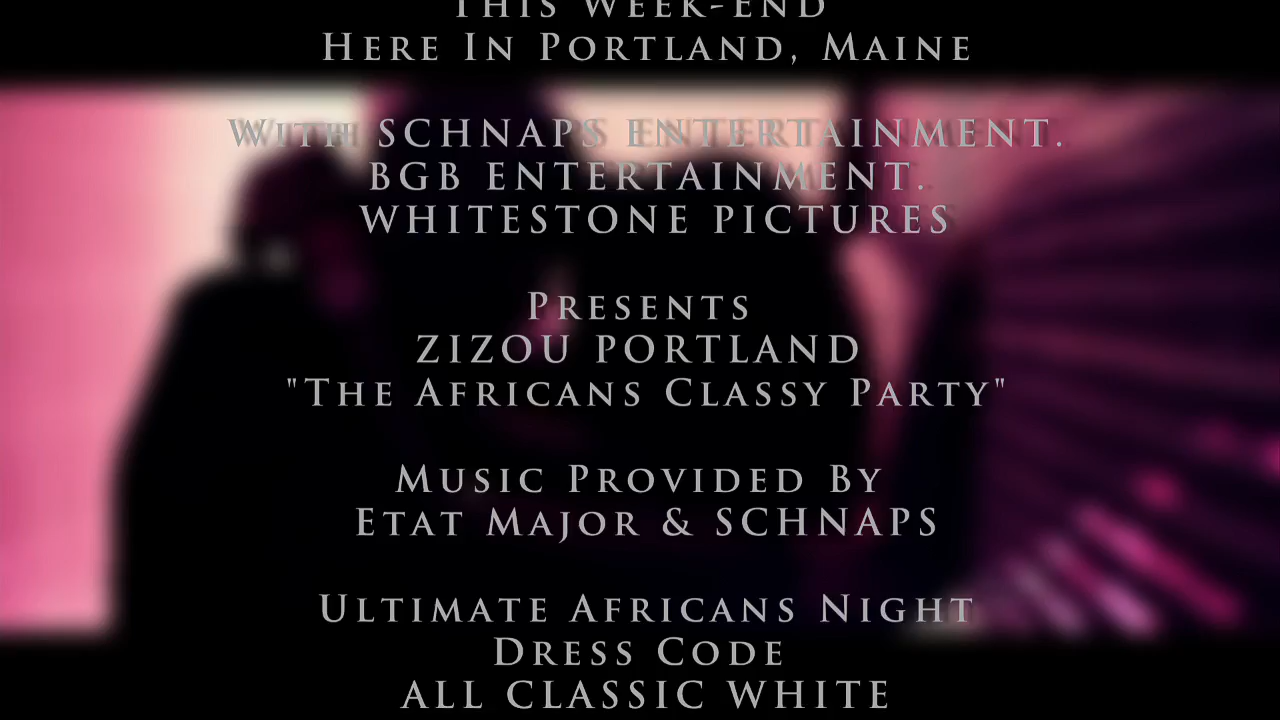 THIS WEEK-END
HERE IN PORTLAND, MAINE
WITH SCHNAPS ENTERTAINMENT.
BGB ENTERTAINMENT.
WHITESTONE PICTURES
PRESENTS
ZIZOU PORTLAND
"THE AFRICANS CLASSY PARTY"
MUSIC PROVIDED BY
ETAT MAJOR & SCHNAPS
ULTIMATE AFRICANS NIGHT
DRESS CODE
ALL CLASSIC WHITE